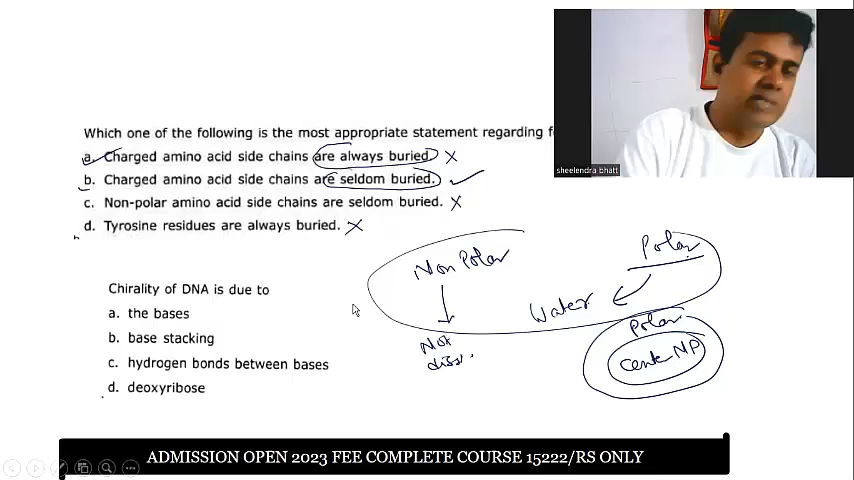 Which one of the following is the most appropriate statement regarding f
a. Charged amino acid side chains are always buried.
b. Charged amino acid side chains are seldom buried.
c. Non-polar amino acid side chains are seldom buried.
d. Tyrosine residues are always buried.
Non Polar
Polar
Water
Not
diss.
Polar
center NP
Chirality of DNA is due to
a. the bases
b. base stacking
c. hydrogen bonds between bases
d. deoxyribose
sheelendra bhatt
ADMISSION OPEN 2023 FEE COMPLETE COURSE 15222/RS ONLY